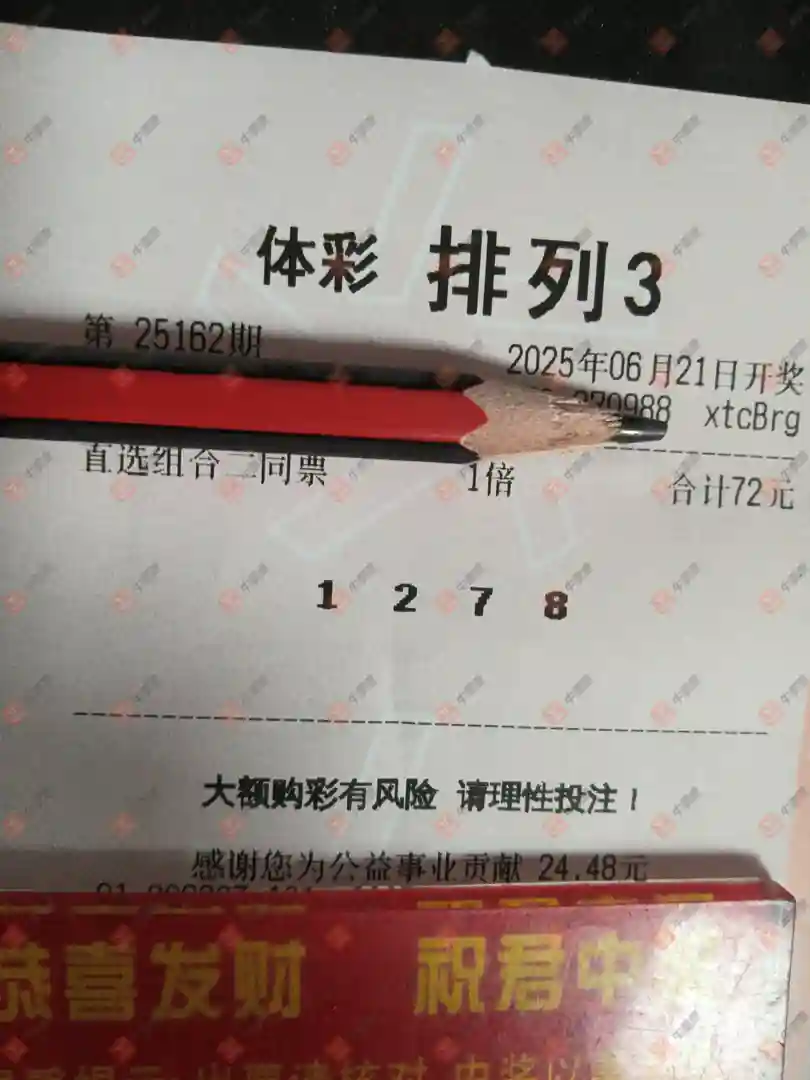 体彩 排列3
第 25162期
2025年06月21日开奖
270988 xtcBrg
直选组合二同票 1倍 合计72元
1 2 7 8
大额购彩有风险 请理性投注!
感谢您为公益事业贡献 24.48元
恭喜发财 祝君中